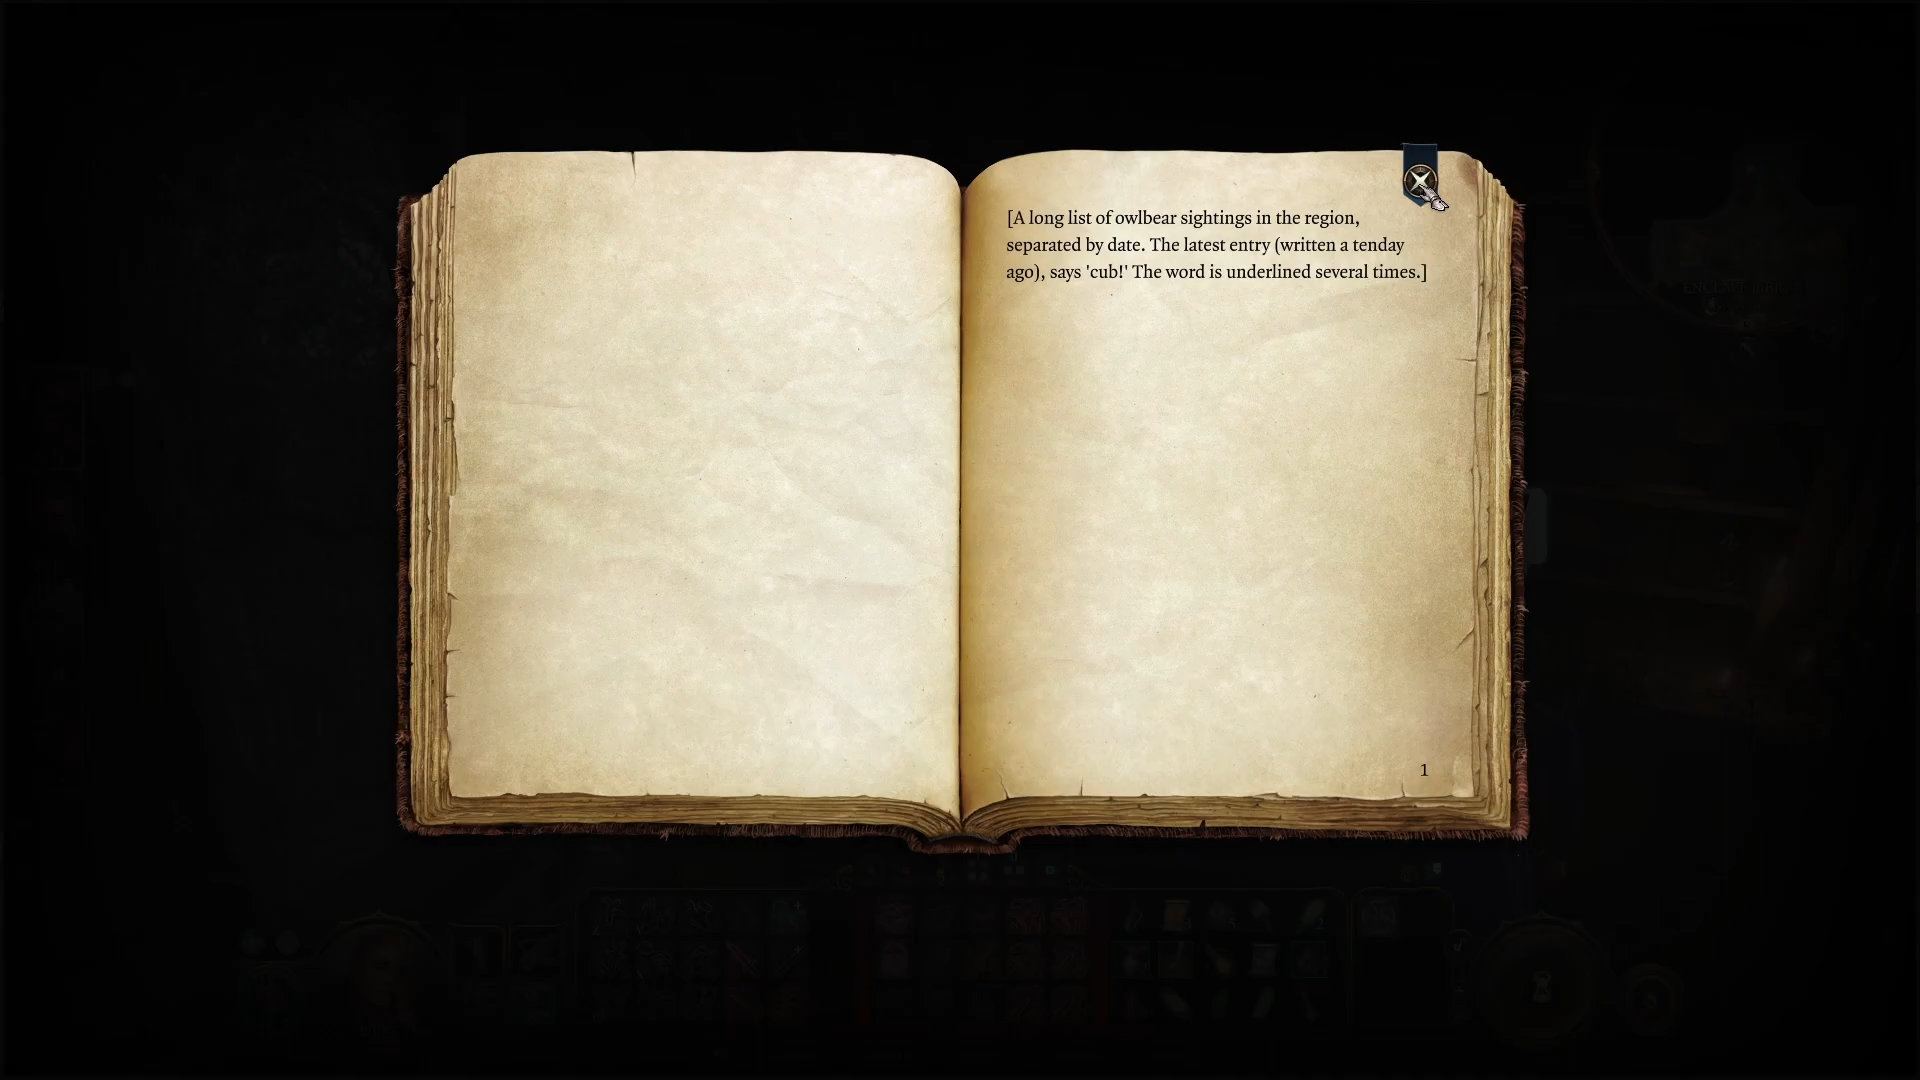 [A long list of owlbear sightings in the region,
separated by date. The latest entry (written a tenday
ago), says 'cub!' The word is underlined several times.]
1